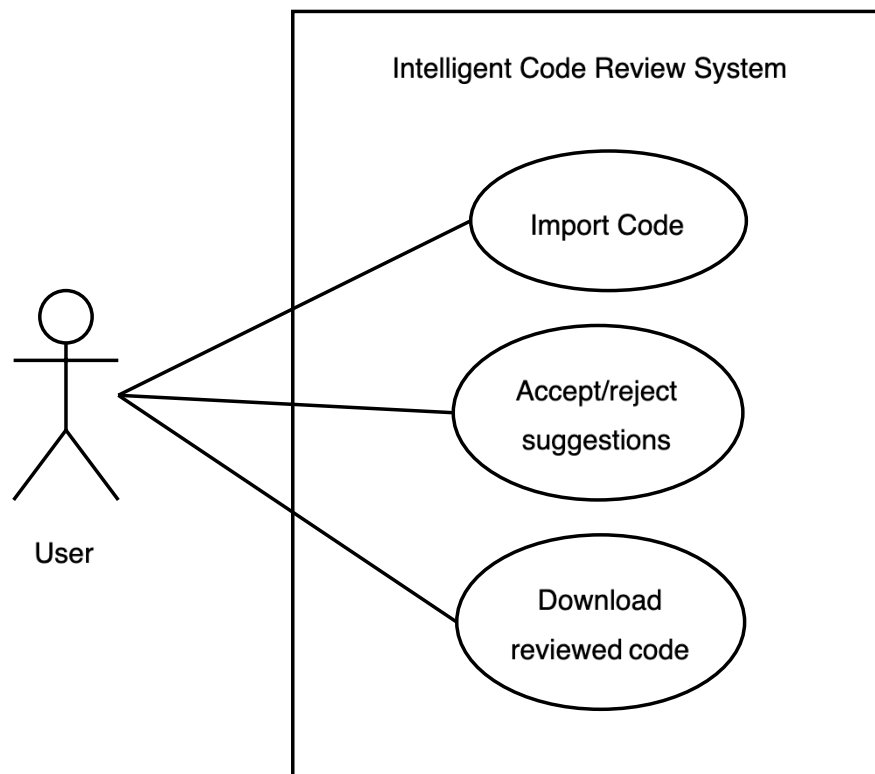 Intelligent Code Review System
Import Code
Accept/reject
suggestions
User
Download
reviewed code